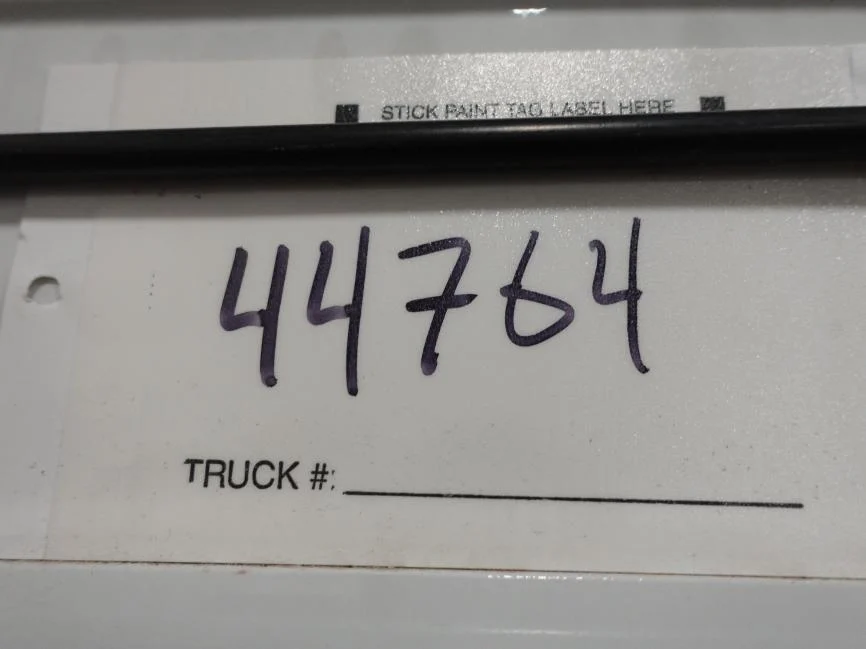 STICK PAINT TAG LABEL HERE
44764
TRUCK #: